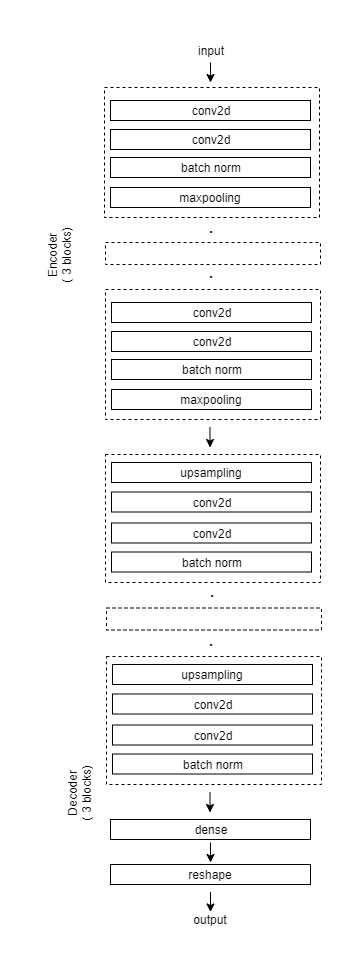 input
conv2d
conv2d
batch norm
maxpooling
Encoder
( 3 blocks)
conv2d
conv2d
batch norm
maxpooling
upsampling
conv2d
conv2d
batch norm
upsampling
conv2d
conv2d
batch norm
Decoder
( 3 blocks)
dense
reshape
output